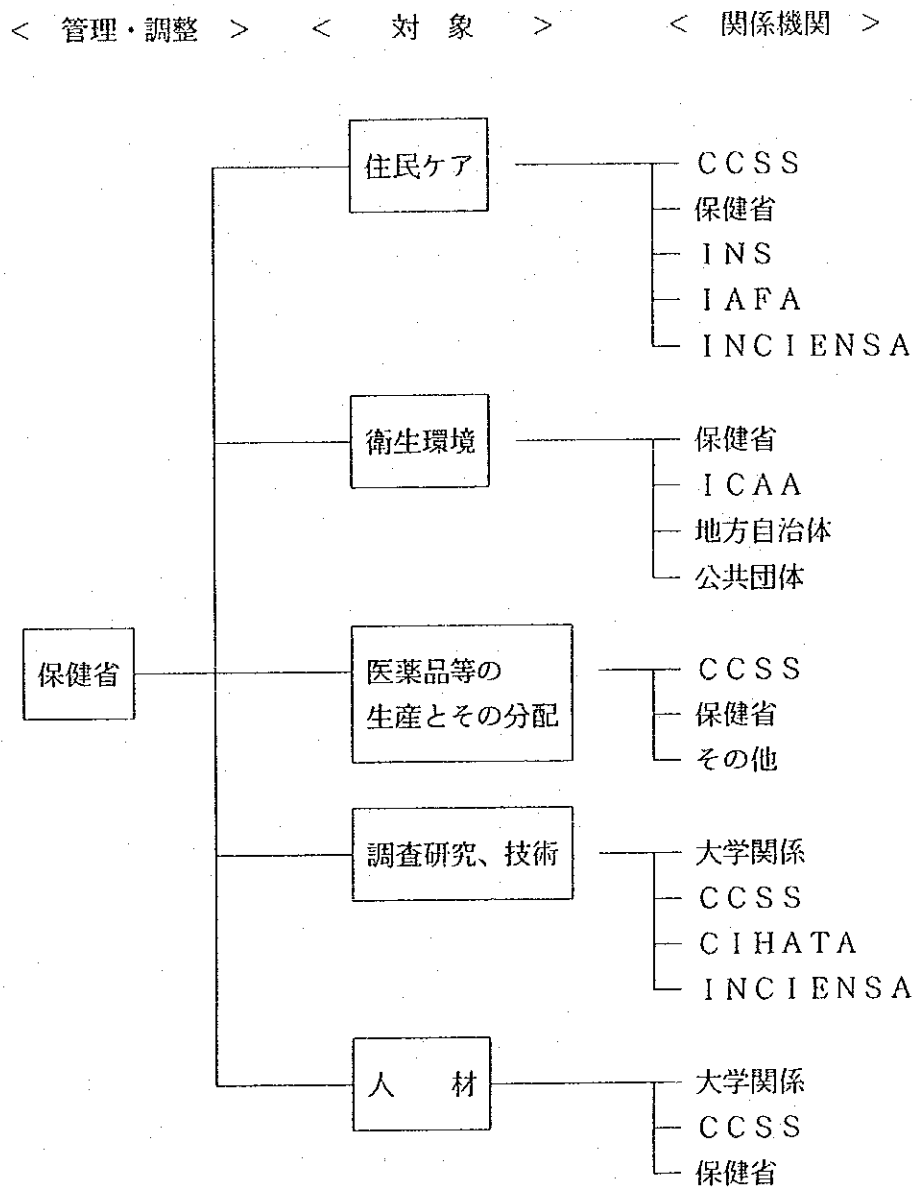 ＜ 管理・調整 ＞ ＜ 対 象 ＞ ＜ 関係機関 ＞
住民ケア
ＣＣＳＳ
保健省
ＩＮＳ
ＩＡＦＡ
ＩＮＣＩＥＮＳＡ
衛生環境
保健省
ＩＣＡＡ
地方自治体
公共団体
保健省
医薬品等の
生産とその分配
ＣＣＳＳ
保健省
その他
調査研究、技術
大学関係
ＣＣＳＳ
ＣＩＨＡＴＡ
ＩＮＣＩＥＮＳＡ
人 材
大学関係
ＣＣＳＳ
保健省